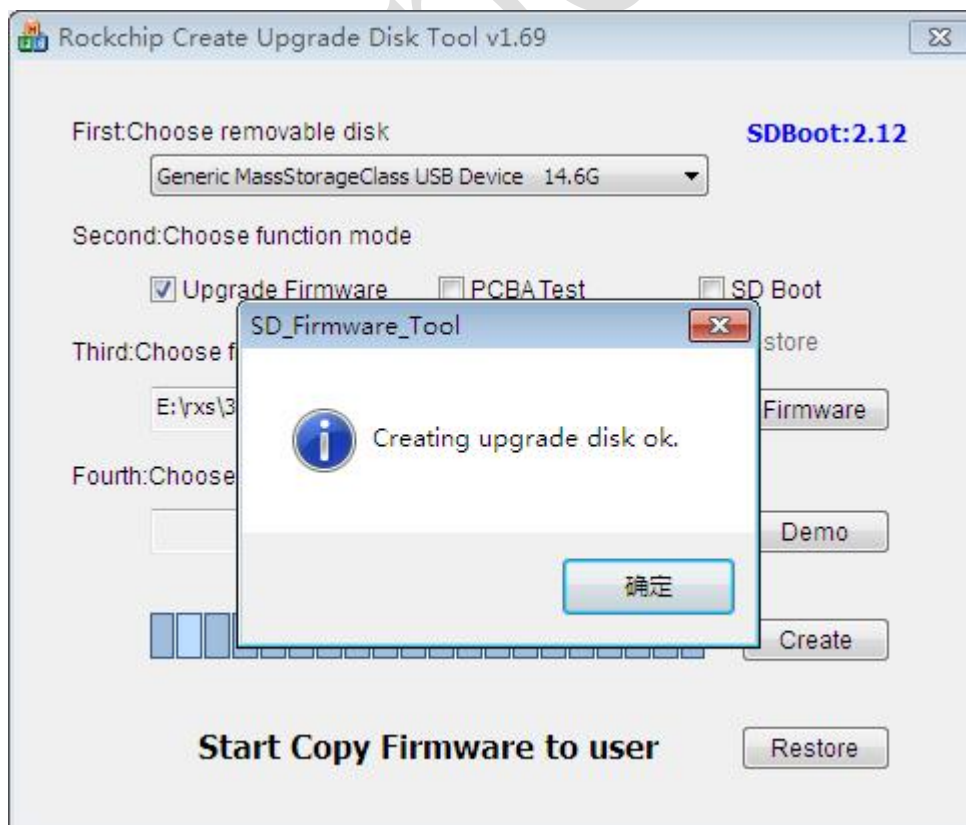 Rockchip Create Upgrade Disk Tool v1.69
First:Choose removable disk
SDBoot:2.12
Generic MassStorageClass USB Device 14.6G
Second:Choose function mode
Upgrade Firmware
PCBA Test
SD Boot
SD_Firmware_Tool
Third:Choose f
store
E:\rxs\3
Firmware
Creating upgrade disk ok.
Fourth:Choose
Demo
确定
Create
Start Copy Firmware to user
Restore